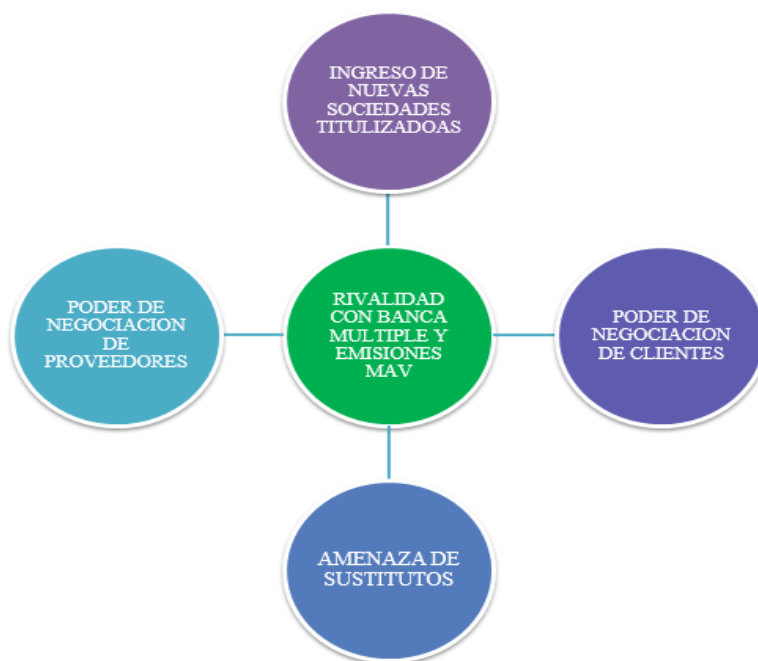 INGRESO DE
NUEVAS
SOCIEDADES
TITULIZADOAS
PODER DE
NEGOCIACION
DE
PROVEEDORES
RIVALIDAD
CON BANCA
MULTIPLE Y
EMISIONES
MAV
PODER DE
NEGOCIACION
DE CLIENTES
AMENAZA DE
SUSTITUTOS